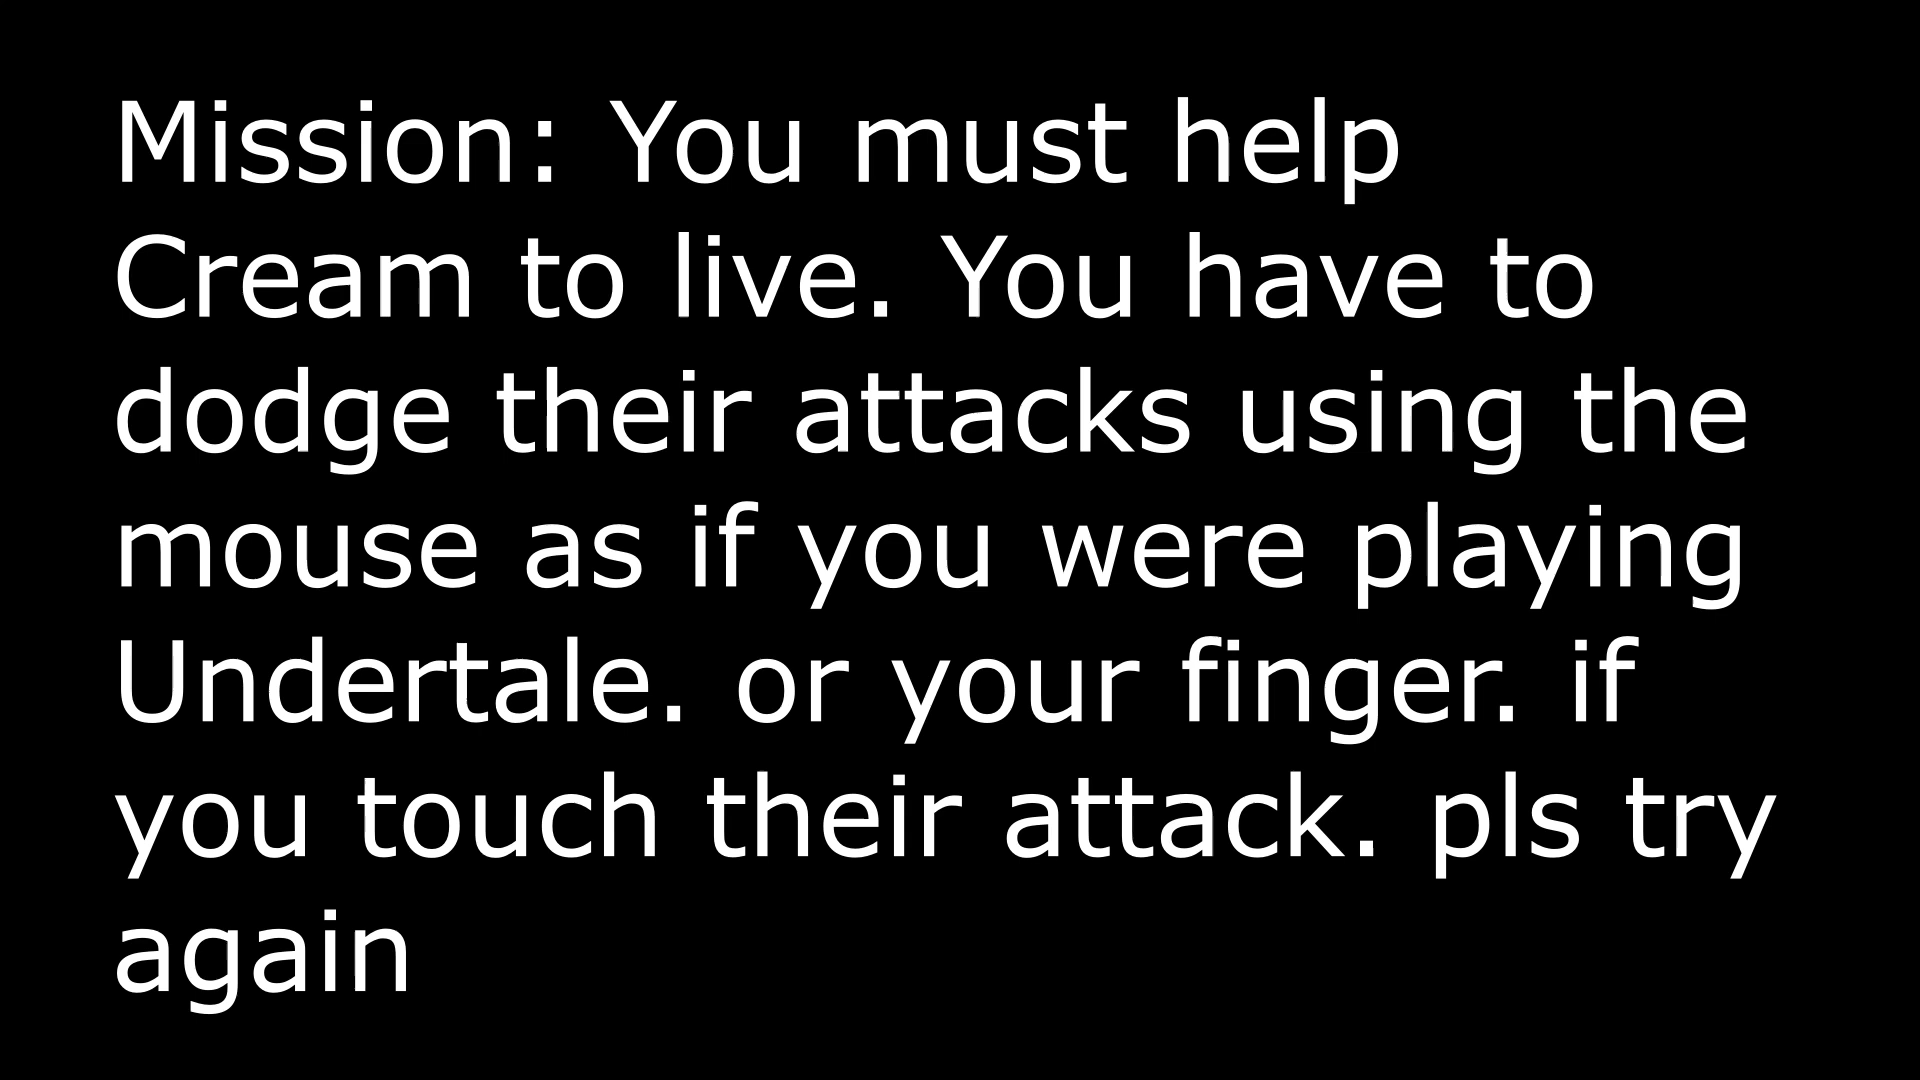 Mission: You must help
Cream to live. You have to
dodge their attacks using the
mouse as if you were playing
Undertale. or your finger. if
you touch their attack. pls try
again